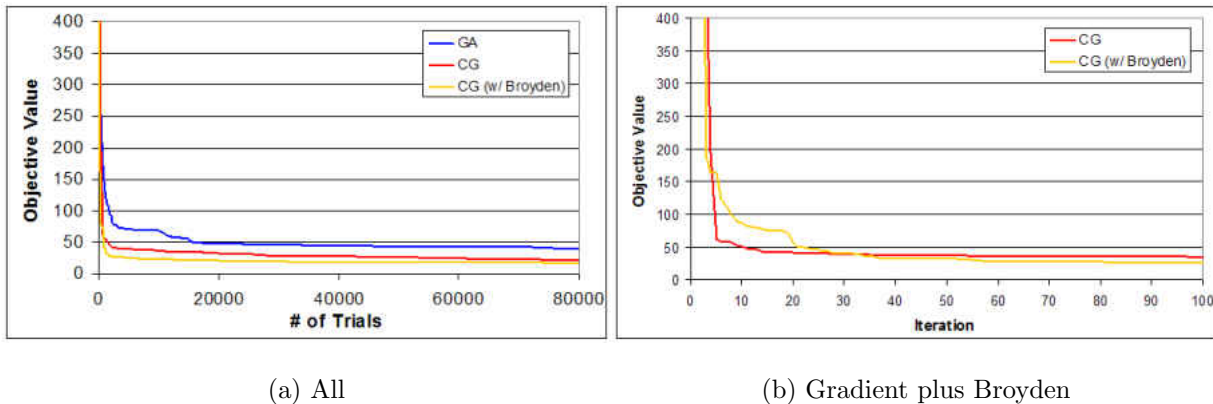 400
350
300
250
200
150
100
50
0
Objective Value
GA
CG
CG (w/ Broyden)
0 20000 40000 60000 80000
# of Trials
400
350
300
250
200
150
100
50
0
Objective Value
CG
CG (w/ Broyden)
0 10 20 30 40 50 60 70 80 90 100
Iteration
(a) All
(b) Gradient plus Broyden